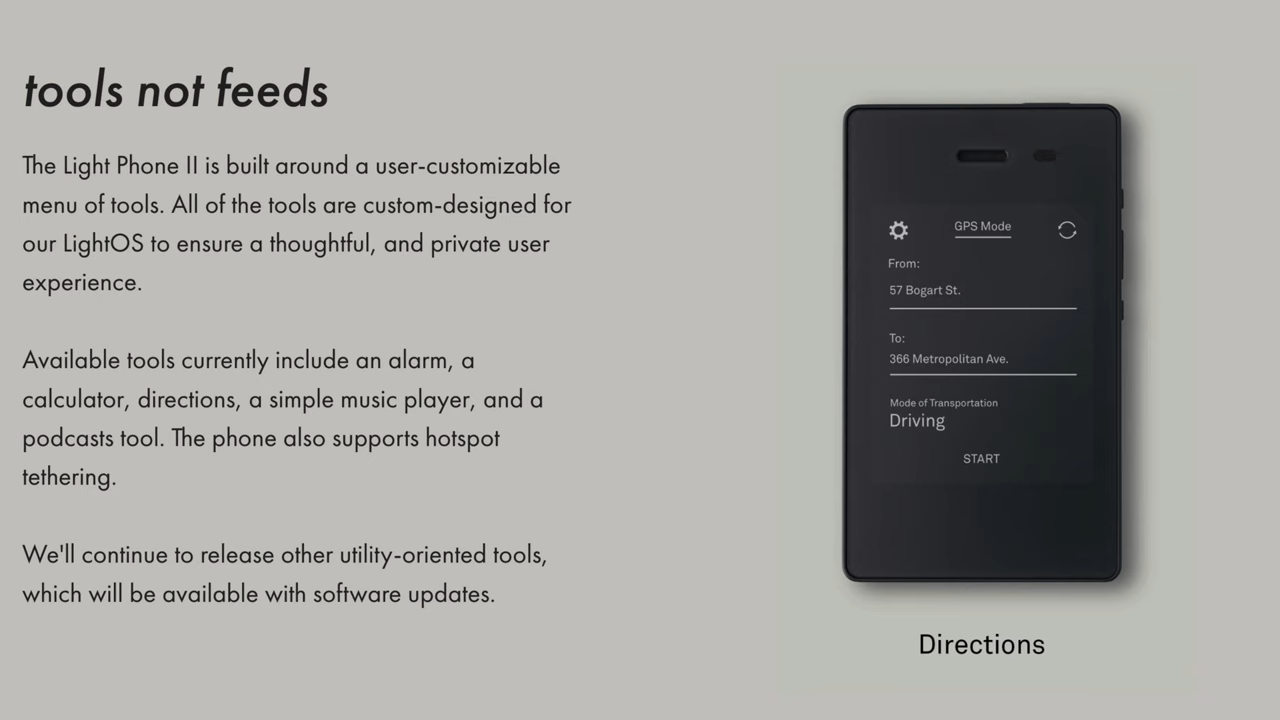 tools not feeds
The Light Phone II is built around a user-customizable
menu of tools. All of the tools are custom-designed for
our LightOS to ensure a thoughtful, and private user
experience.
Available tools currently include an alarm, a
calculator, directions, a simple music player, and a
podcasts tool. The phone also supports hotspot
tethering.
We'll continue to release other utility-oriented tools,
which will be available with software updates.
GPS Mode
From:
57 Bogart St.
To:
366 Metropolitan Ave.
Mode of Transportation
Driving
START
Directions